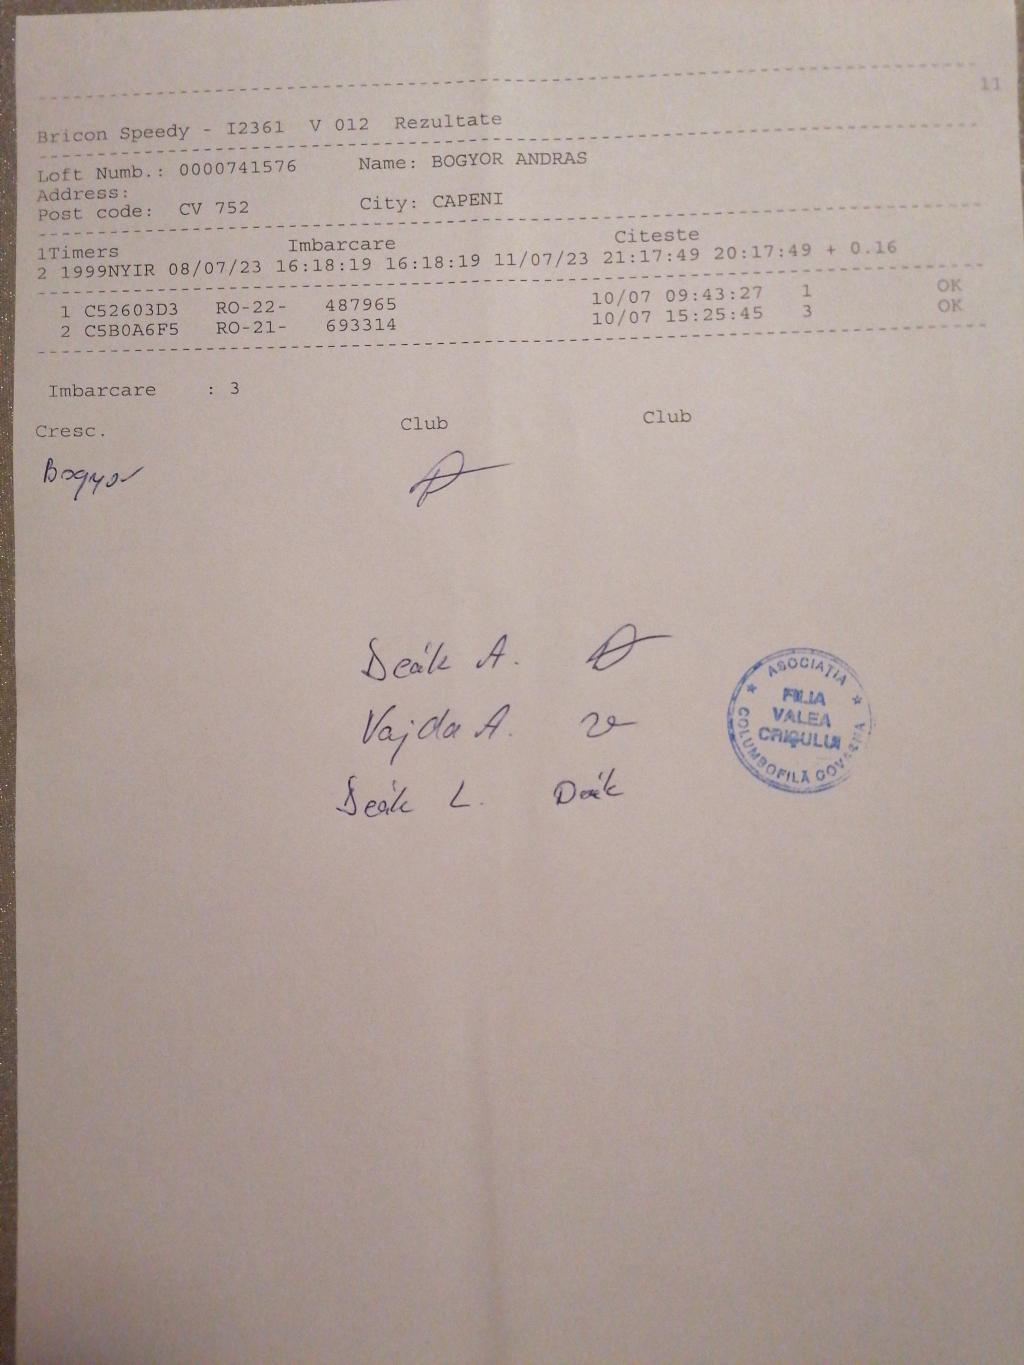 11
Bricon Speedy - I2361 V 012 Rezultate
Loft Numb.: 0000741576 Name: BOGYOR ANDRAS
Address:
Post code: CV 752 City: CAPENI
1Timers Imbarcare Citeste
2 1999NYIR 08/07/23 16:18:19 16:18:19 11/07/23 21:17:49 20:17:49 + 0.16
1 C52603D3 RO-22- 487965 10/07 09:43:27 1 OK
2 C5B0A6F5 RO-21- 693314 10/07 15:25:45 3 OK
Imbarcare : 3
Cresc. Club Club
Bogyor
Deák A.
Vajda A.
Deák L. Deák
ASOCIAȚIA
COLUMBOFILĂ COVASNA
FILIA
VALEA
CRIȘULUI